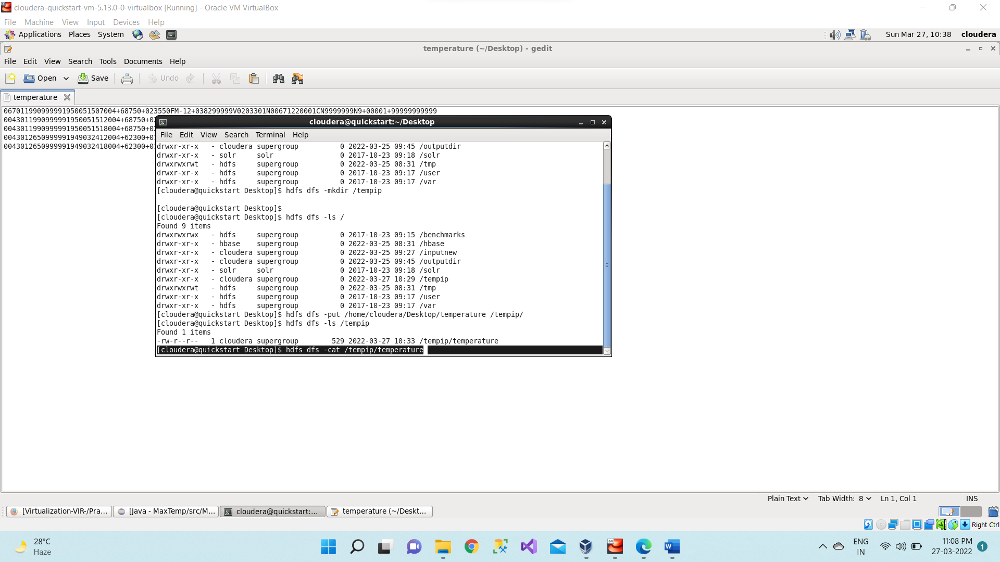 cloudera-quickstart-vm-5.13.0-0-virtualbox [Running] - Oracle VM VirtualBox
File Machine View Input Devices Help
Applications Places System Sun Mar 27, 10:38 cloudera
temperature (~/Desktop) - gedit
File Edit View Search Tools Documents Help
Open Save Undo
temperature
0670119909999991950051507004+68750+023550FM-12+038299999V0203301N00671220001CN9999999N9+00001+99999999999
0043011990999991950051512004+68750+02
0043011990999991950051518004+68750+02
0043012650999991949032412004+62300+01
0043012650999991949032418004+62300+01
cloudera@quickstart:~/Desktop
File Edit View Search Terminal Help
drwxr-xr-x - cloudera supergroup 0 2022-03-25 09:45 /outputdir
drwxr-xr-x - solr solr 0 2017-10-23 09:18 /solr
drwxrwxrwt - hdfs supergroup 0 2022-03-25 08:31 /tmp
drwxr-xr-x - hdfs supergroup 0 2017-10-23 09:17 /user
drwxr-xr-x - hdfs supergroup 0 2017-10-23 09:17 /var
[cloudera@quickstart Desktop]$ hdfs dfs -mkdir /tempip
[cloudera@quickstart Desktop]$
[cloudera@quickstart Desktop]$ hdfs dfs -ls /
Found 9 items
drwxrwxrwx - hdfs supergroup 0 2017-10-23 09:15 /benchmarks
drwxr-xr-x - hbase supergroup 0 2022-03-25 08:31 /hbase
drwxr-xr-x - cloudera supergroup 0 2022-03-25 09:27 /inputnew
drwxr-xr-x - cloudera supergroup 0 2022-03-25 09:45 /outputdir
drwxr-xr-x - solr solr 0 2017-10-23 09:18 /solr
drwxr-xr-x - cloudera supergroup 0 2022-03-27 10:29 /tempip
drwxrwxrwt - hdfs supergroup 0 2022-03-25 08:31 /tmp
drwxr-xr-x - hdfs supergroup 0 2017-10-23 09:17 /user
drwxr-xr-x - hdfs supergroup 0 2017-10-23 09:17 /var
[cloudera@quickstart Desktop]$ hdfs dfs -put /home/cloudera/Desktop/temperature /tempip/
[cloudera@quickstart Desktop]$ hdfs dfs -ls /tempip
Found 1 items
-rw-r--r-- 1 cloudera supergroup 529 2022-03-27 10:33 /tempip/temperature
[cloudera@quickstart Desktop]$ hdfs dfs -cat /tempip/temperature
Plain Text Tab Width: 8 Ln 1, Col 1 INS
[Virtualization-VIR-/Pra... [Java - MaxTemp/src/M... cloudera@quickstart:... temperature (~/Deskt...
Right Ctrl
28°C
Haze
ENG
IN
11:08 PM
27-03-2022
1